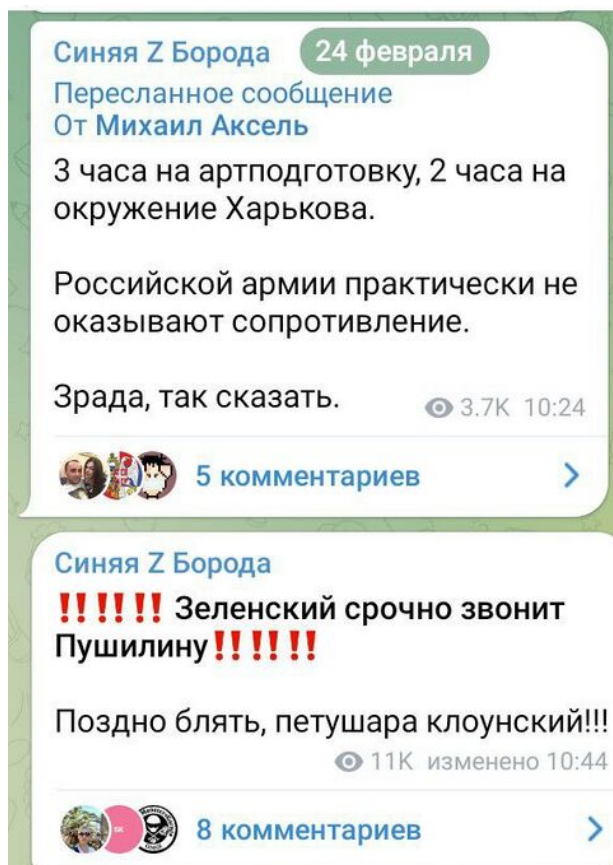 Синяя Z Борода
24 февраля
Пересланное сообщение
От Михаил Аксель
3 часа на артподготовку, 2 часа на
окружение Харькова.
Российской армии практически не
оказывают сопротивление.
Зрада, так сказать.
3.7K 10:24
5 комментариев
Синяя Z Борода
‼️‼️‼️ Зеленский срочно звонит
Пушилину‼️‼️‼️
Поздно блять, петушара клоунский!!!
11K изменено 10:44
SK
8 комментариев